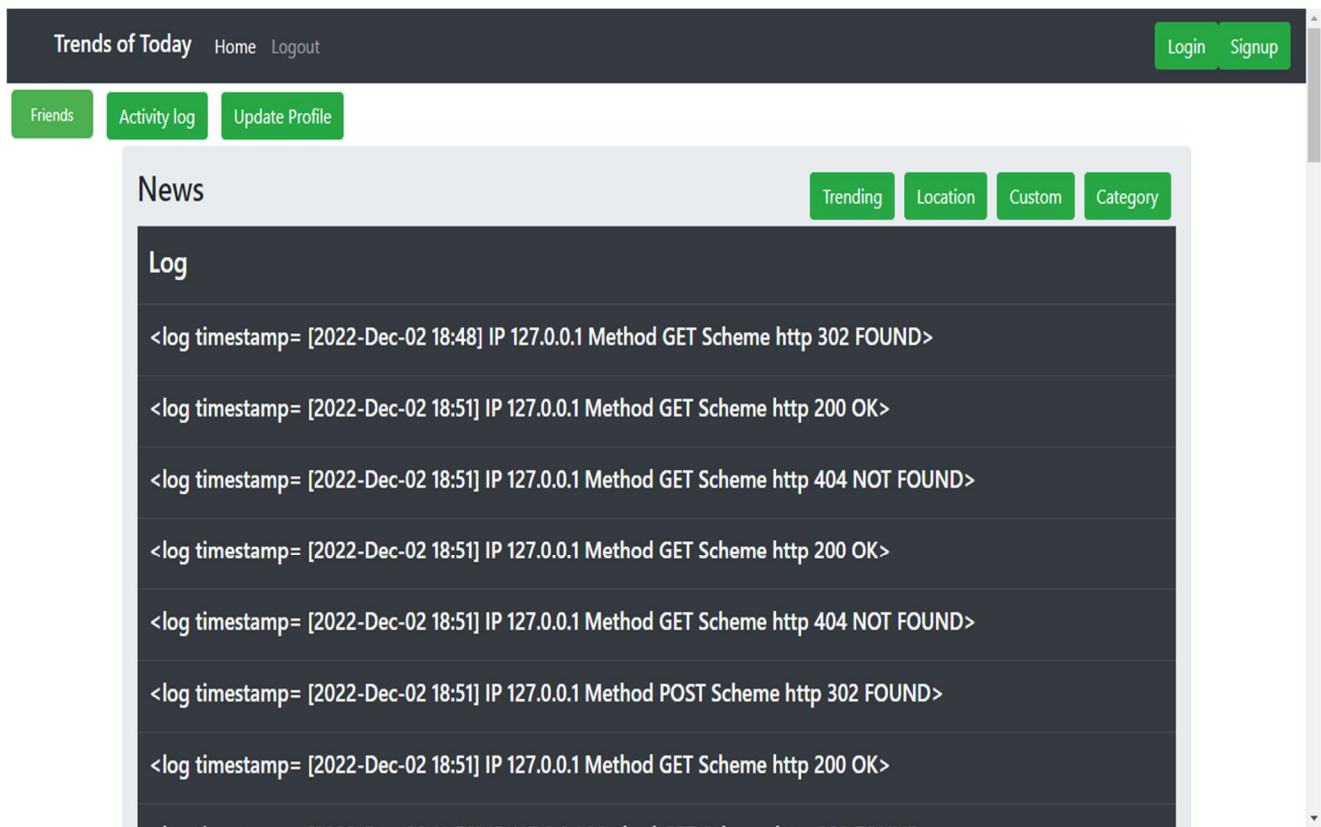 Trends of Today Home Logout Login Signup
Friends Activity log Update Profile
News Trending Location Custom Category
Log
<log timestamp= [2022-Dec-02 18:48] IP 127.0.0.1 Method GET Scheme http 302 FOUND>
<log timestamp= [2022-Dec-02 18:51] IP 127.0.0.1 Method GET Scheme http 200 OK>
<log timestamp= [2022-Dec-02 18:51] IP 127.0.0.1 Method GET Scheme http 404 NOT FOUND>
<log timestamp= [2022-Dec-02 18:51] IP 127.0.0.1 Method GET Scheme http 200 OK>
<log timestamp= [2022-Dec-02 18:51] IP 127.0.0.1 Method GET Scheme http 404 NOT FOUND>
<log timestamp= [2022-Dec-02 18:51] IP 127.0.0.1 Method POST Scheme http 302 FOUND>
<log timestamp= [2022-Dec-02 18:51] IP 127.0.0.1 Method GET Scheme http 200 OK>